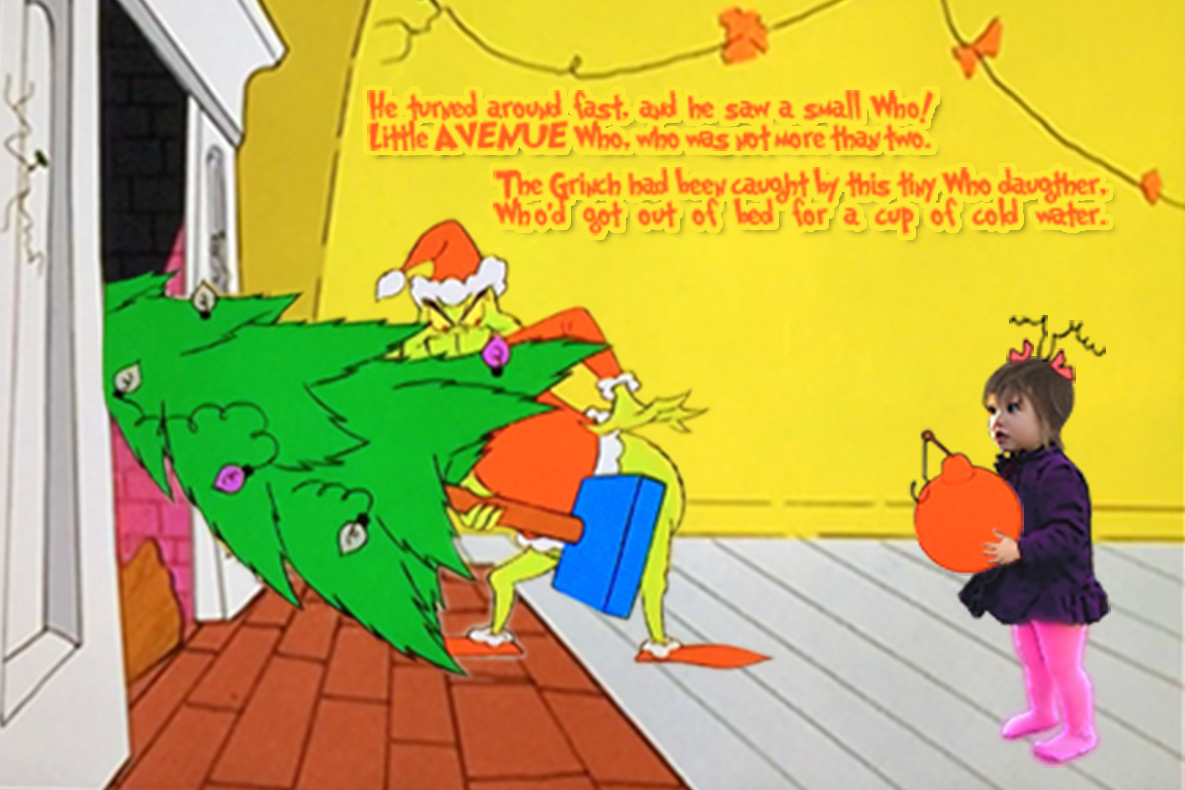 He turned around fast, and he saw a small Who!
Little AVENUE Who, who was not more than two.
The Grinch had been caught by this tiny Who daugther,
Who'd got out of bed for a cup of cold water.